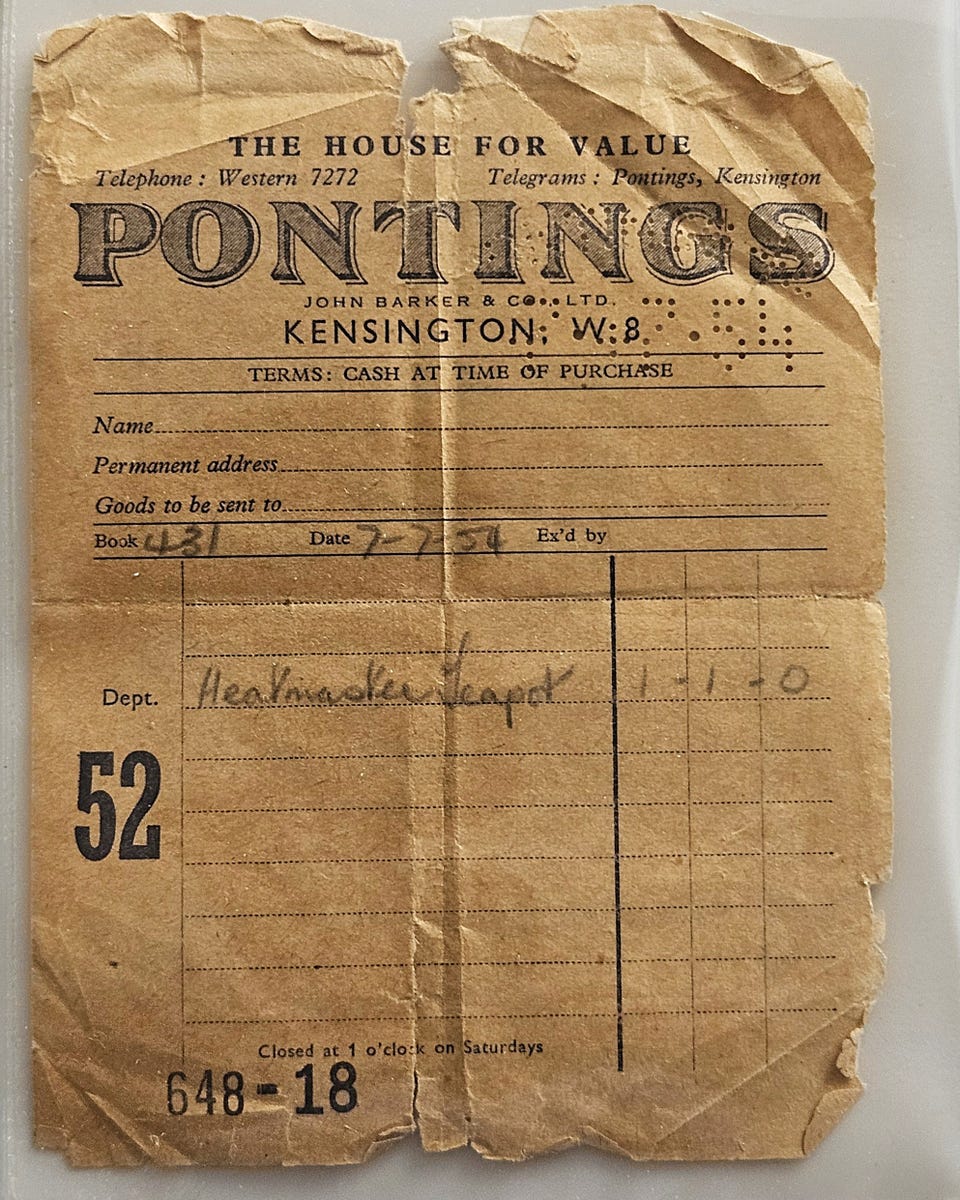 THE HOUSE FOR VALUE
Telephone : Western 7272 Telegrams : Pontings, Kensington
PONTINGS
JOHN BARKER & CO., LTD.
KENSINGTON, W.8
TERMS: CASH AT TIME OF PURCHASE
Name
Permanent address
Goods to be sent to
Book 431 Date 7-7-54 Ex'd by
Dept. Heatmaster Teapot 1-1-0
52
Closed at 1 o'clock on Saturdays
648-18